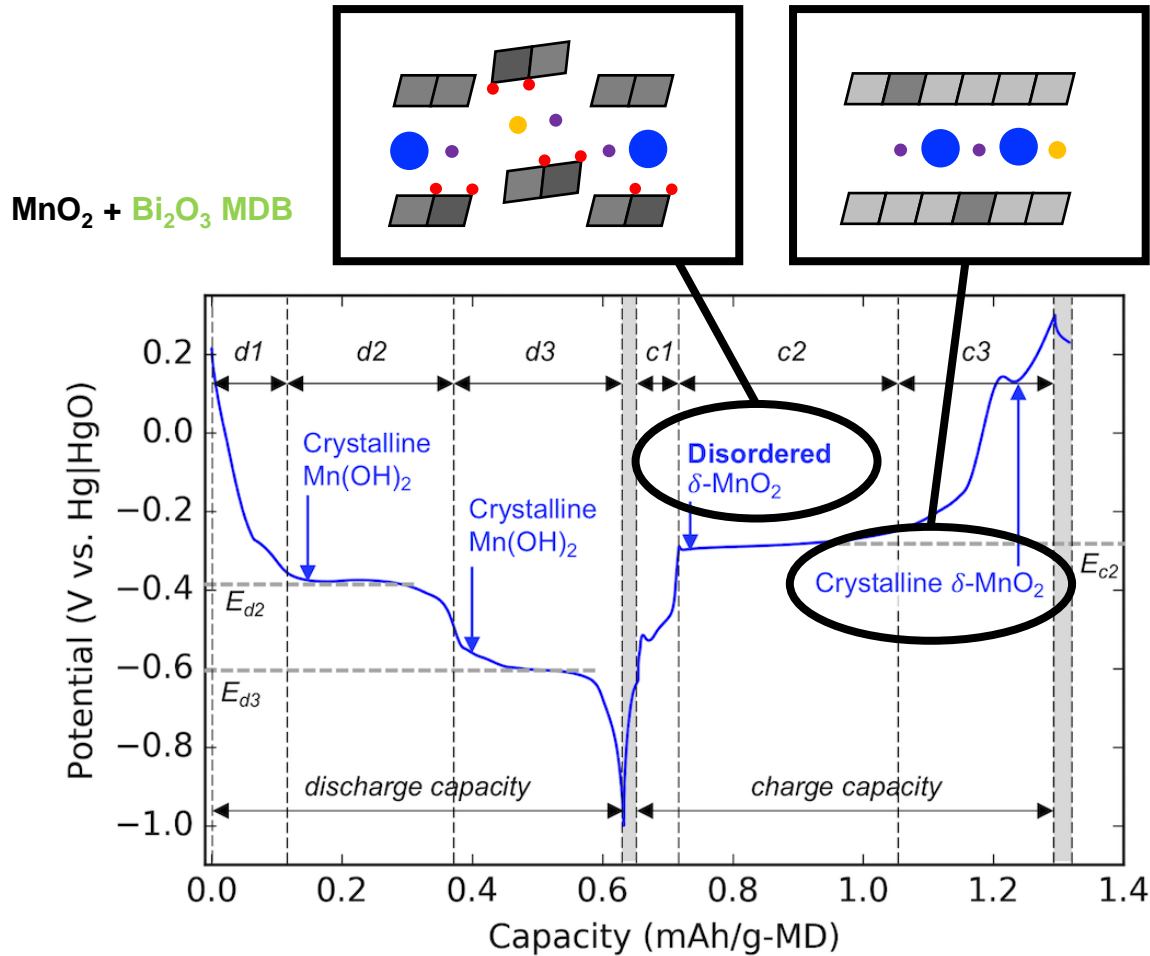 MnO₂ + Bi₂O₃ MDB
d1
d2
d3
c1
c2
c3
Crystalline
Mn(OH)₂
Crystalline
Mn(OH)₂
Disordered
δ-MnO₂
Crystalline δ-MnO₂
E_d2
E_d3
E_c2
discharge capacity
charge capacity
Potential (V vs. Hg|HgO)
0.2
0.0
−0.2
−0.4
−0.6
−0.8
−1.0
0.0 0.2 0.4 0.6 0.8 1.0 1.2 1.4
Capacity (mAh/g-MD)